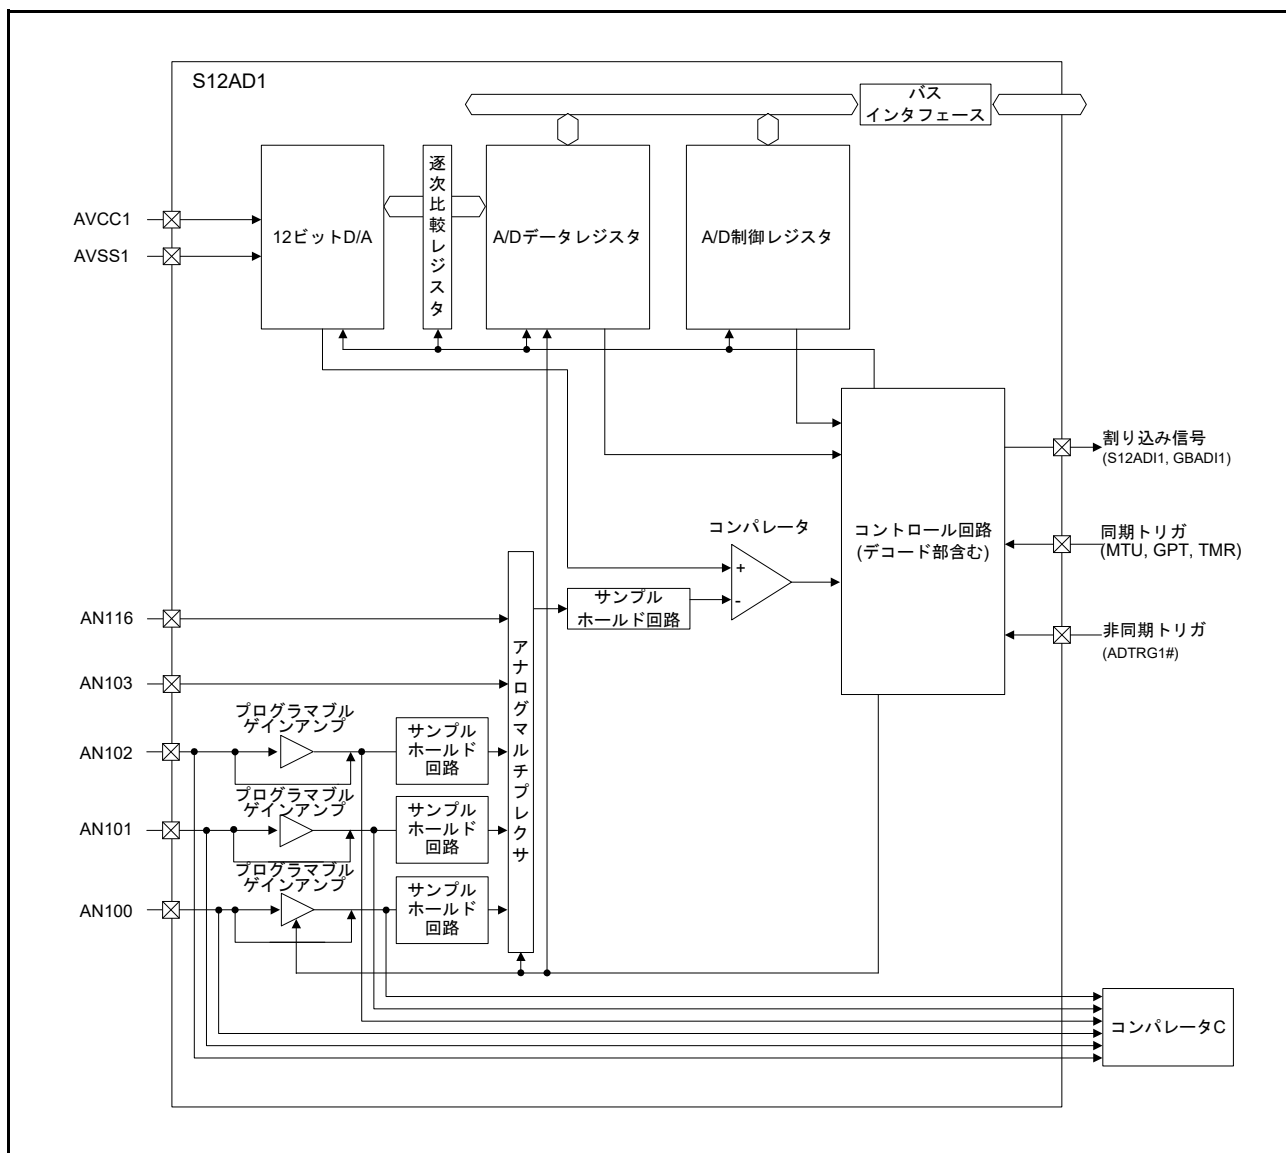 S12AD1
バス
インタフェース
AVCC1
AVSS1
12ビットD/A
逐次比較レジスタ
A/Dデータレジスタ
A/D制御レジスタ
割り込み信号
(S12ADI1, GBADI1)
コンパレータ
+
-
コントロール回路
(デコード部含む)
同期トリガ
(MTU, GPT, TMR)
非同期トリガ
(ADTRG1#)
サンプル
ホールド回路
アナログマルチプレクサ
AN116
AN103
プログラマブル
ゲインアンプ
AN102
サンプル
ホールド
回路
プログラマブル
ゲインアンプ
AN101
サンプル
ホールド
回路
プログラマブル
ゲインアンプ
AN100
サンプル
ホールド
回路
コンパレータC